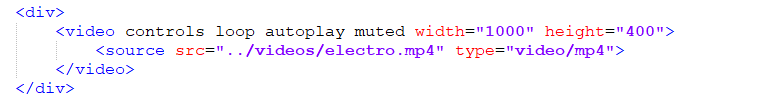 <div>
<video controls loop autoplay muted width="1000" height="400">
<source src="../videos/electro.mp4" type="video/mp4">
</video>
</div>